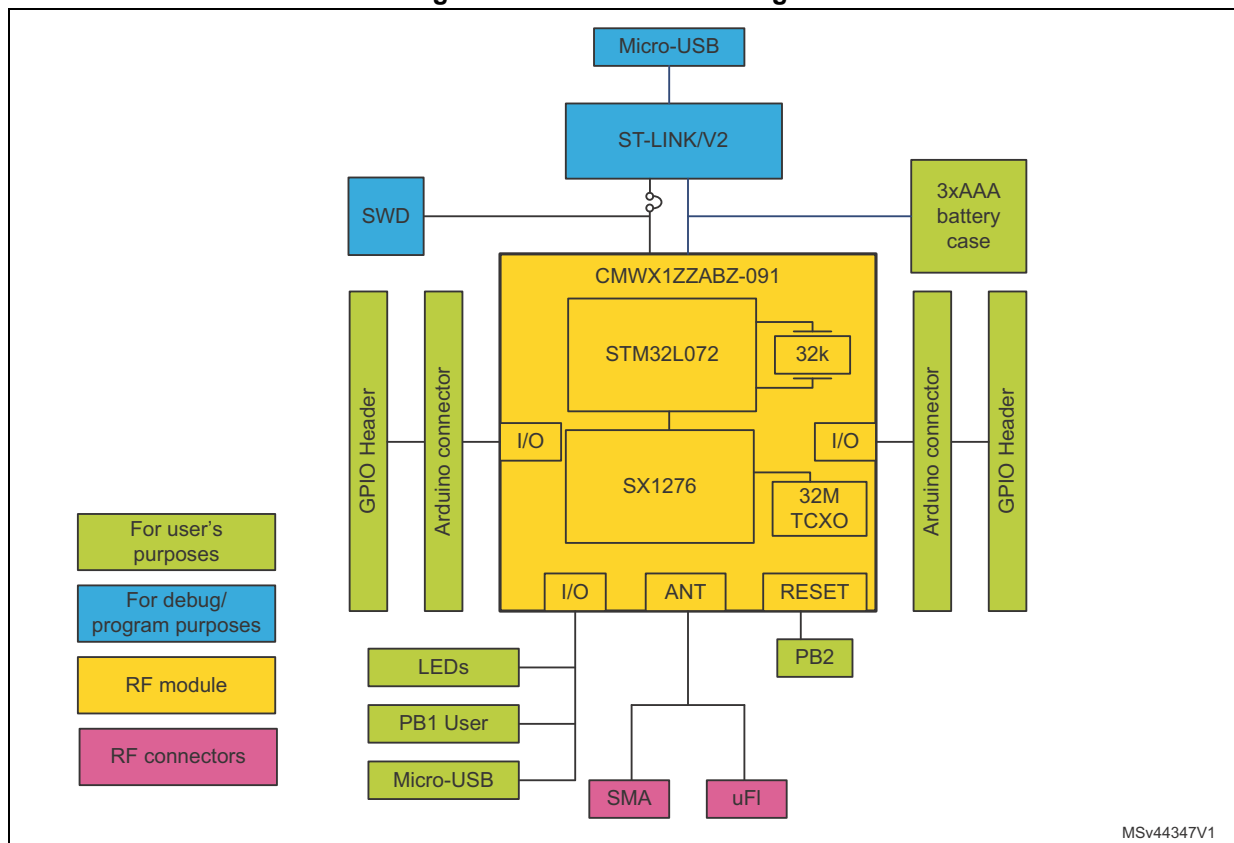 Micro-USB
ST-LINK/V2
SWD
3xAAA
battery
case
CMWX1ZZABZ-091
STM32L072
32k
GPIO Header
Arduino connector
I/O
SX1276
32M
TCXO
I/O
Arduino connector
GPIO Header
I/O
ANT
RESET
For user's
purposes
For debug/
program purposes
RF module
RF connectors
LEDs
PB1 User
Micro-USB
PB2
SMA
uFl
MSv44347V1